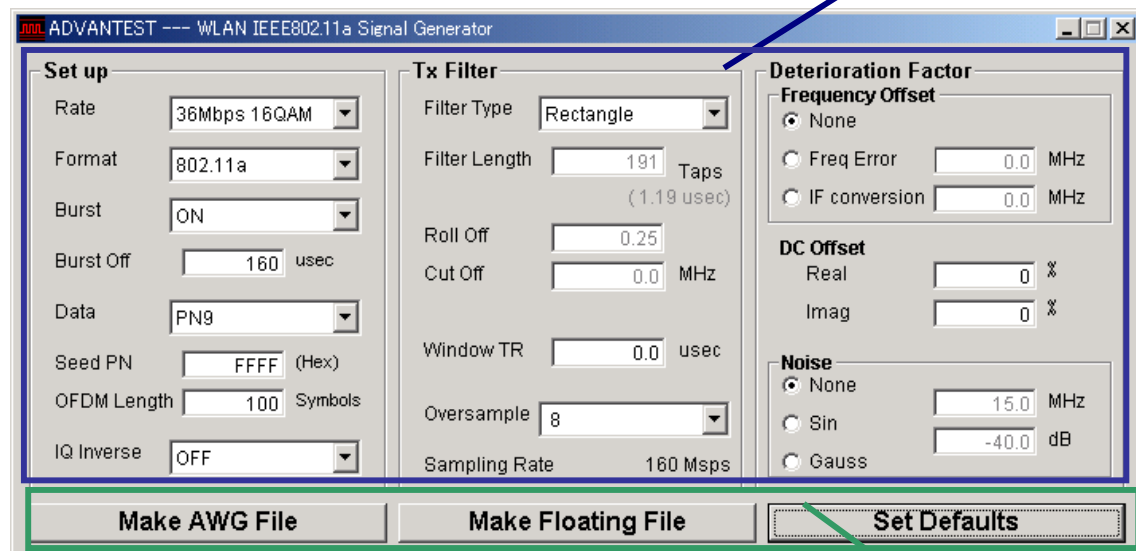 ADVANTEST --- WLAN IEEE802.11a Signal Generator
Set up
Rate 36Mbps 16QAM
Format 802.11a
Burst ON
Burst Off 160 usec
Data PN9
Seed PN FFFF (Hex)
OFDM Length 100 Symbols
IQ Inverse OFF
Tx Filter
Filter Type Rectangle
Filter Length 191 Taps
(1.19 usec)
Roll Off 0.25
Cut Off 0.0 MHz
Window TR 0.0 usec
Oversample 8
Sampling Rate 160 Msps
Deterioration Factor
Frequency Offset
None
Freq Error 0.0 MHz
IF conversion 0.0 MHz
DC Offset
Real 0 %
Imag 0 %
Noise
None
15.0 MHz
Sin
-40.0 dB
Gauss
Make AWG File
Make Floating File
Set Defaults